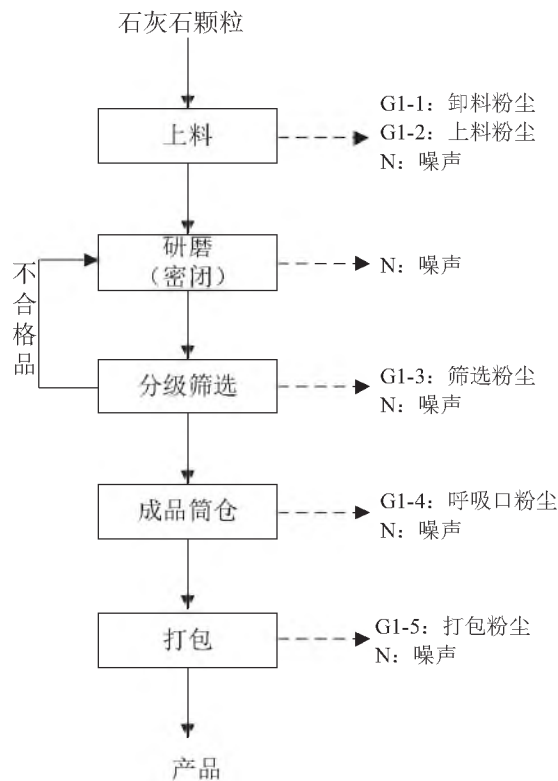 石灰石颗粒
上料
G1-1：卸料粉尘
G1-2：上料粉尘
N：噪声
研磨
（密闭）
N：噪声
不合格品
分级筛选
G1-3：筛选粉尘
N：噪声
成品筒仓
G1-4：呼吸口粉尘
N：噪声
打包
G1-5：打包粉尘
N：噪声
产品